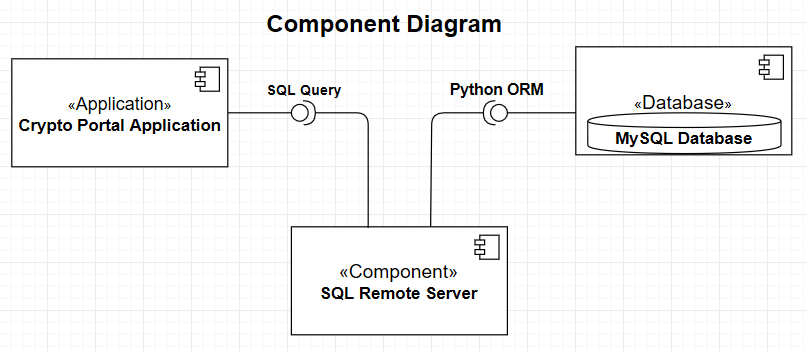 Component Diagram
«Application»
Crypto Portal Application
SQL Query
Python ORM
«Database»
MySQL Database
«Component»
SQL Remote Server